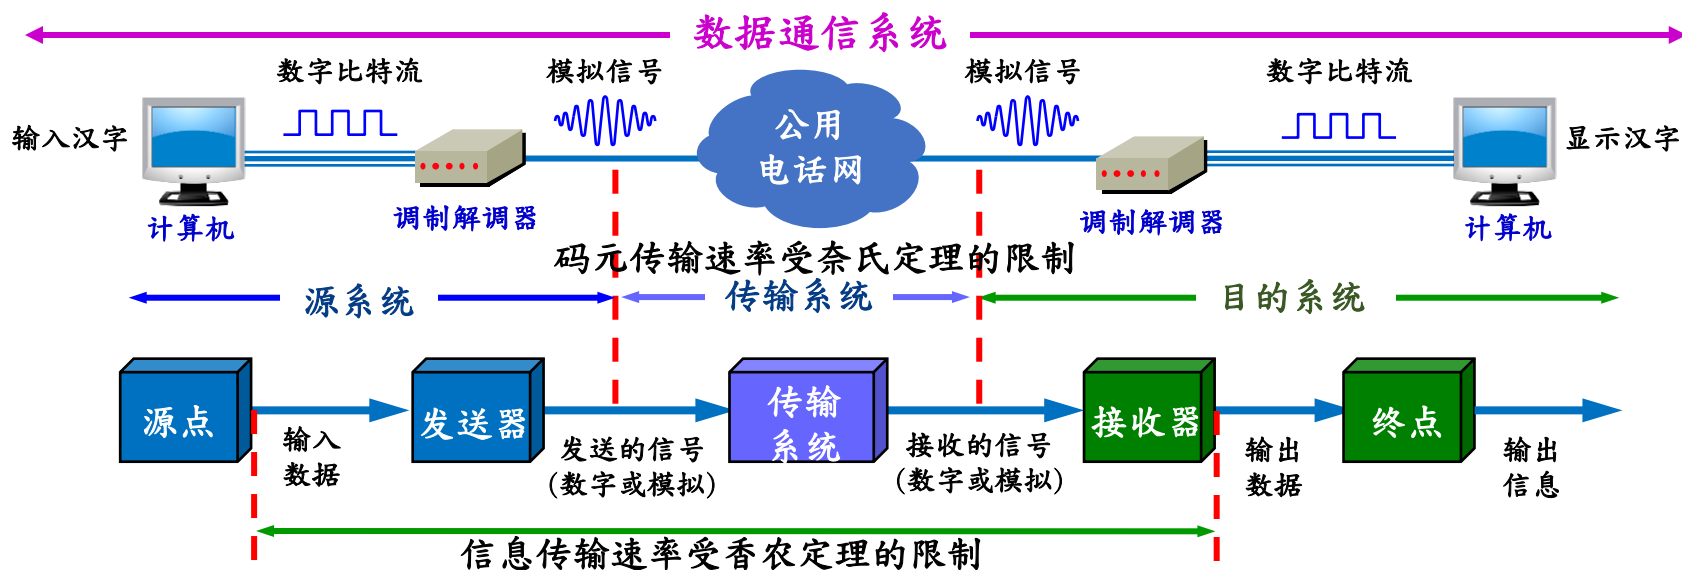 数据通信系统
数字比特流
模拟信号
模拟信号
数字比特流
输入汉字
公用
电话网
显示汉字
计算机
调制解调器
调制解调器
计算机
码元传输速率受奈氏定理的限制
源系统
传输系统
目的系统
源点
发送器
传输
系统
接收器
终点
输入
数据
发送的信号
(数字或模拟)
接收的信号
(数字或模拟)
输出
数据
输出
信息
信息传输速率受香农定理的限制